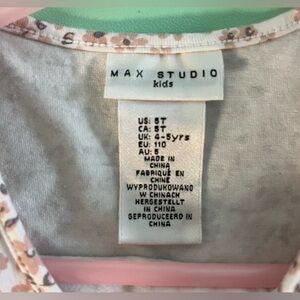 MAX STUDIO
kids
US: 5T
CA: 5T
UK: 4-5yrs
EU: 110
AU: 5
MADE IN
CHINA
FABRIQUÉ EN
CHINE
WYPRODUKOWANO
W CHINACH
HERGESTELLT
IN CHINA
GEPRODUCEERD IN
CHINA